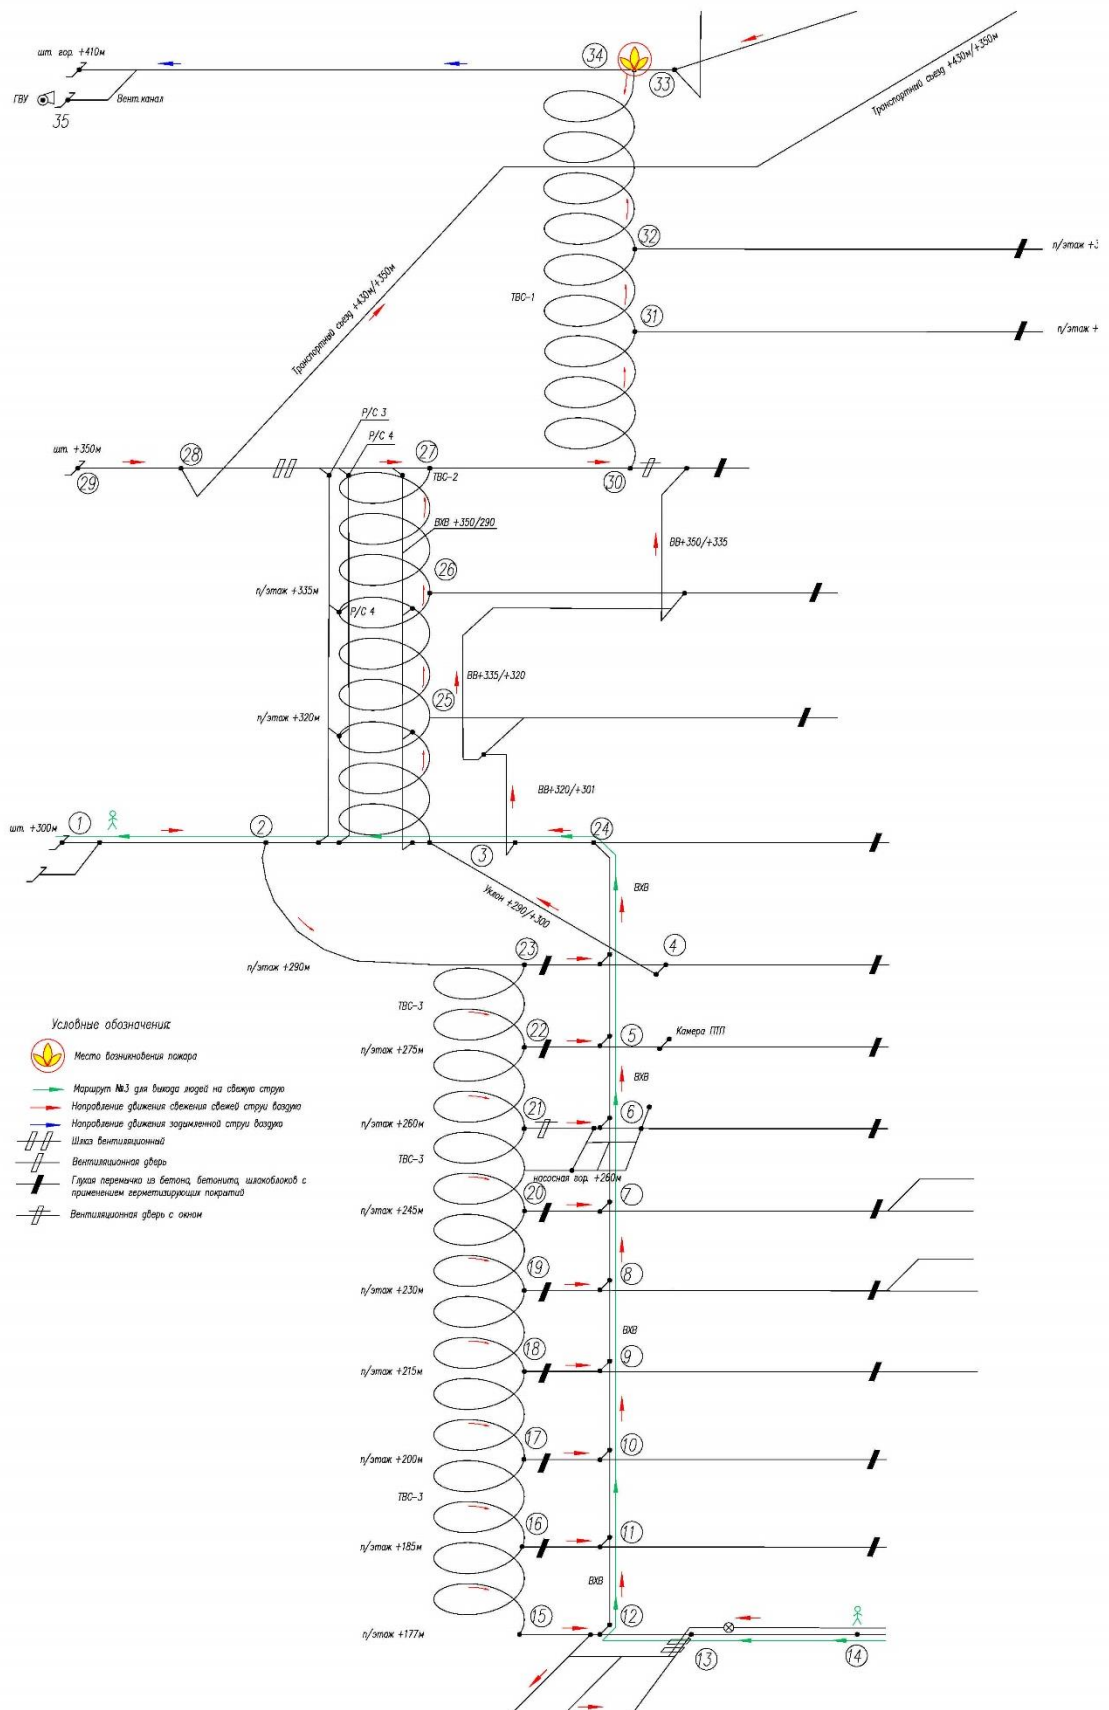 шт. гор. +410м
34
33
ГВУ
Вент.канал
35
Транспортный съезд +430м/+350м
32
п/этаж +3
Транспортный съезд +430м/+350м
ТВС-1
31
п/этаж +
Р/С 3
Р/С 4
шт. +350м
28
27
29
ТВС-2
30
ВХВ +350/290
ВВ+350/+335
26
п/этаж +335м
Р/С 4
ВВ+335/+320
25
п/этаж +320м
ВВ+320/+301
шт. +300м
1
2
24
3
ВХВ
Уклон +290/+300
23
4
п/этаж +290м
ТВС-3
Условные обозначения:
22
5
Камера ПТП
Место возникновения пожара
п/этаж +275м
ВХВ
Маршрут №3 для выхода людей на свежую струю
Направление движения свежения свежей струи воздуха
21
6
Направление движения задымленной струи воздуха
п/этаж +260м
Шлюз вентиляционный
ТВС-3
Вентиляционная дверь
насосная гор. +260м
Глухая перемычка из бетона, бетонита, шлакоблоков с
применением герметизирующих покрытий
20
7
п/этаж +245м
Вентиляционная дверь с окном
19
8
п/этаж +230м
ВХВ
18
9
п/этаж +215м
17
10
п/этаж +200м
ТВС-3
16
11
п/этаж +185м
ВХВ
15
12
п/этаж +177м
13
14